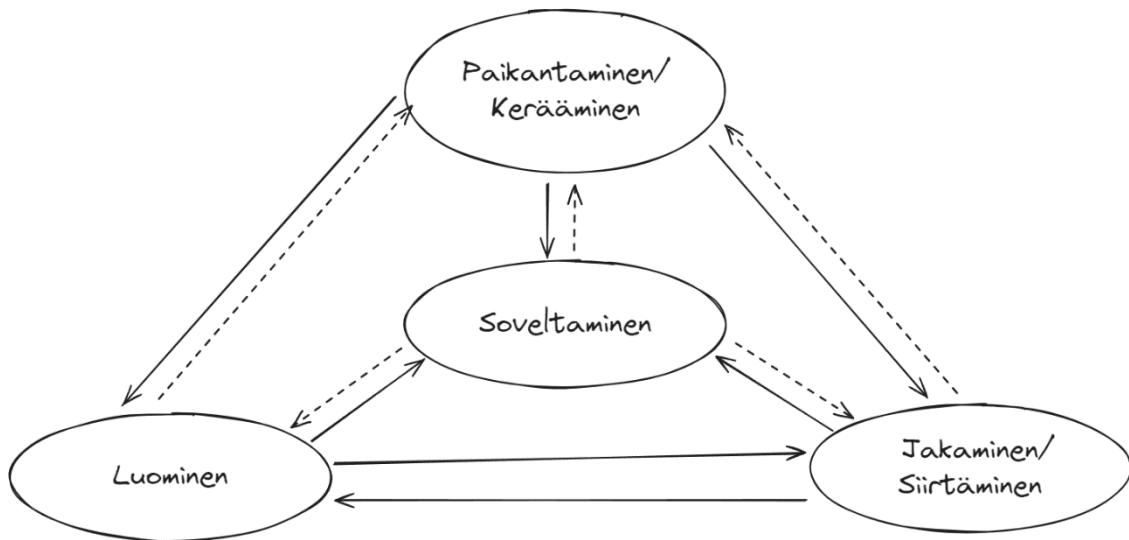 Paikantaminen/
Kerääminen
Soveltaminen
Luominen
Jakaminen/
Siirtäminen